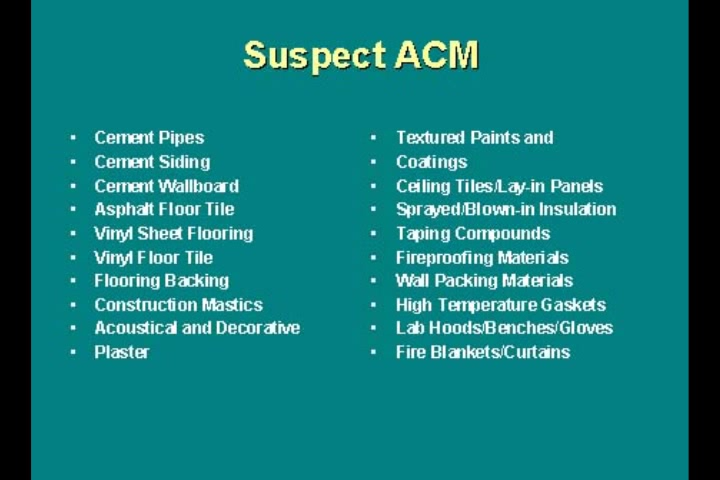 Suspect ACM
• Cement Pipes
• Cement Siding
• Cement Wallboard
• Asphalt Floor Tile
• Vinyl Sheet Flooring
• Vinyl Floor Tile
• Flooring Backing
• Construction Mastics
• Acoustical and Decorative
• Plaster
• Textured Paints and
• Coatings
• Ceiling Tiles/Lay-in Panels
• Sprayed/Blown-in Insulation
• Taping Compounds
• Fireproofing Materials
• Wall Packing Materials
• High Temperature Gaskets
• Lab Hoods/Benches/Gloves
• Fire Blankets/Curtains